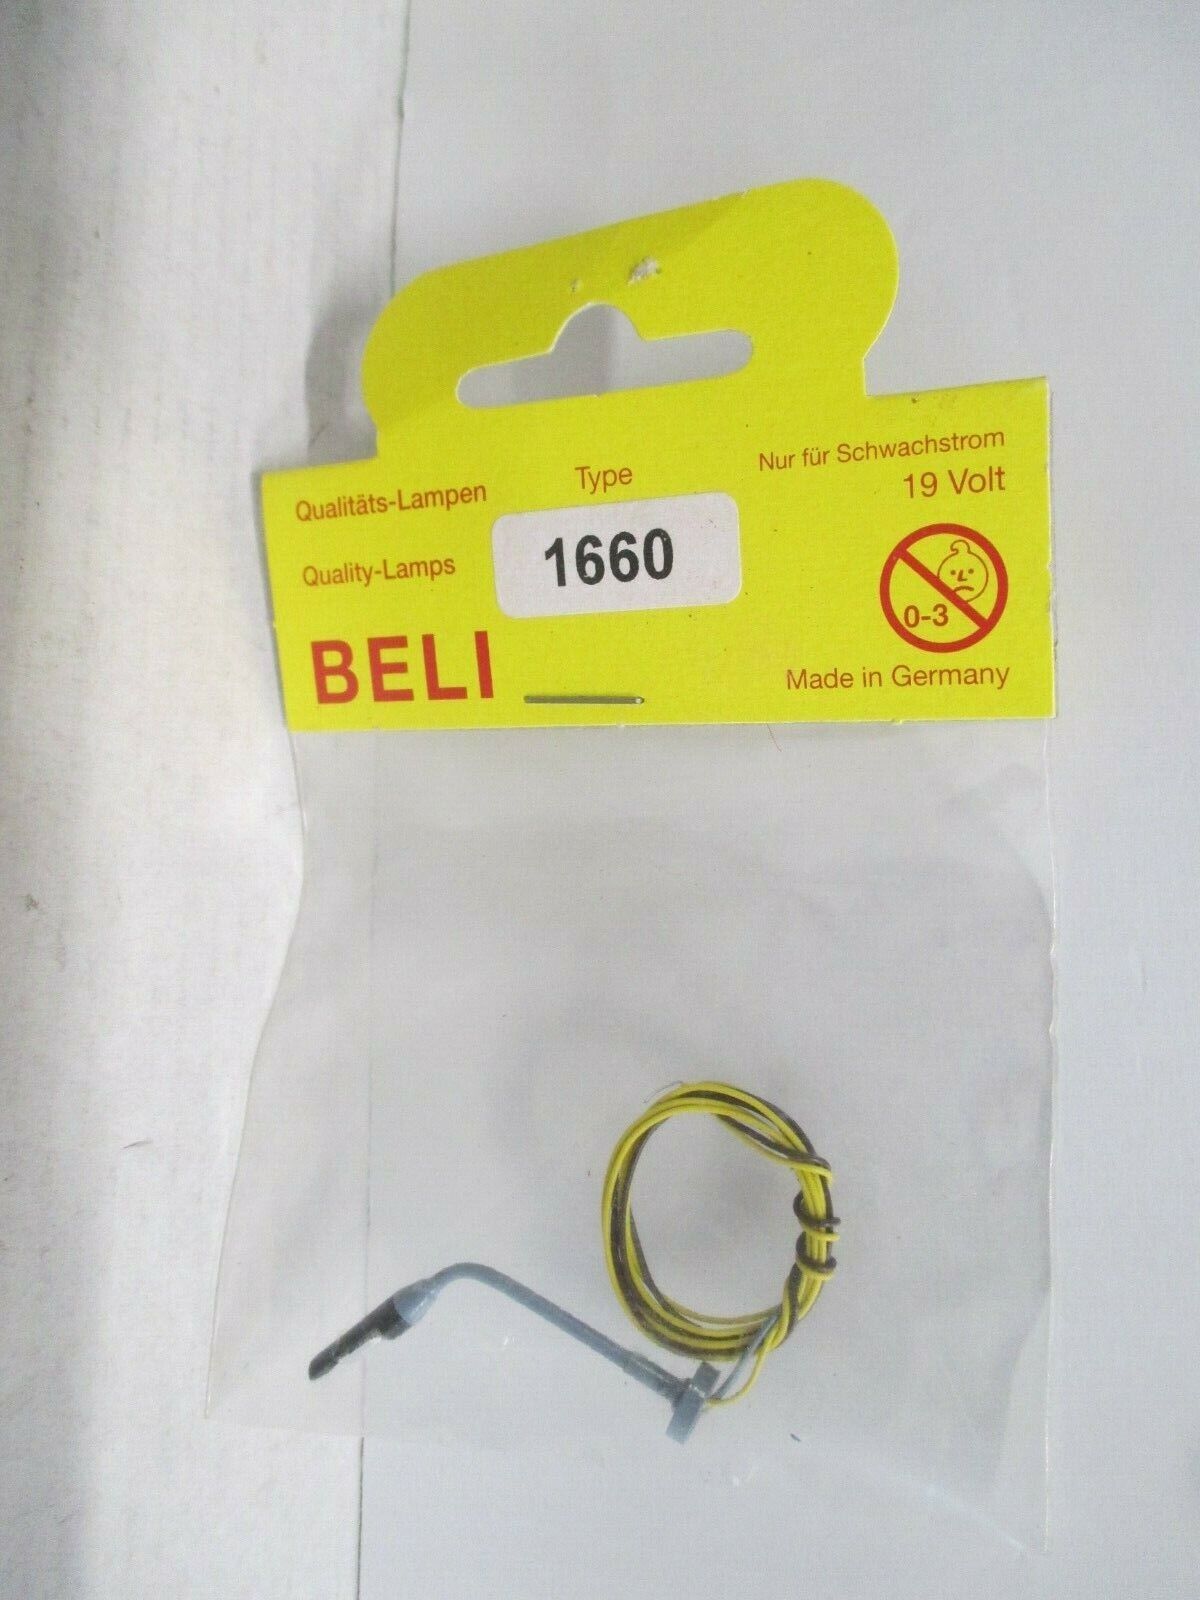 Qualitäts-Lampen
Quality-Lamps
BELI
Type
1660
Nur für Schwachstrom
19 Volt
0-3
Made in Germany